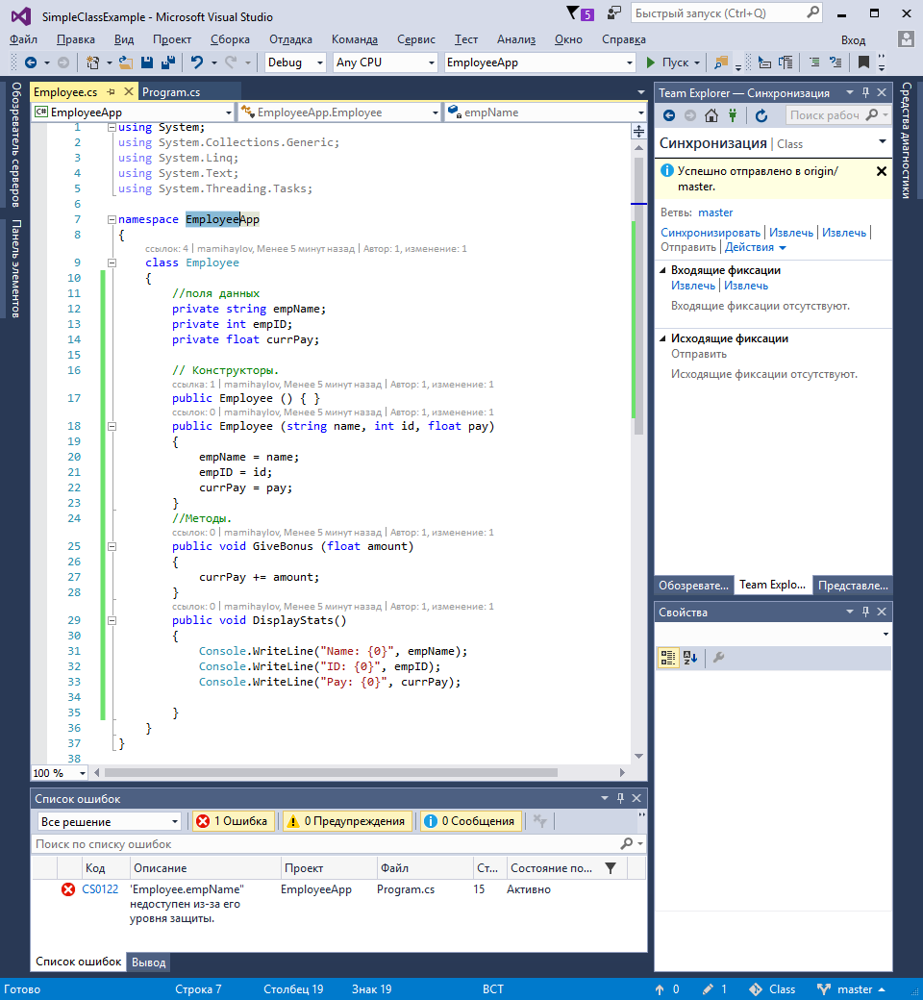 SimpleClassExample - Microsoft Visual Studio
5
Быстрый запуск (Ctrl+Q)
Файл Правка Вид Проект Сборка Отладка Команда Сервис Тест Анализ Окно Справка Вход
Debug Any CPU EmployeeApp Пуск
Обозреватель серверов
Панель элементов
Employee.cs Program.cs
C# EmployeeApp EmployeeApp.Employee empName
1 using System;
2 using System.Collections.Generic;
3 using System.Linq;
4 using System.Text;
5 using System.Threading.Tasks;
6
7 namespace EmployeeApp
8 {
ссылок: 4 | mamihaylov, Менее 5 минут назад | Автор: 1, изменение: 1
9 class Employee
10 {
11 //поля данных
12 private string empName;
13 private int empID;
14 private float currPay;
15
16 // Конструкторы.
ссылка: 1 | mamihaylov, Менее 5 минут назад | Автор: 1, изменение: 1
17 public Employee () { }
ссылок: 0 | mamihaylov, Менее 5 минут назад | Автор: 1, изменение: 1
18 public Employee (string name, int id, float pay)
19 {
20 empName = name;
21 empID = id;
22 currPay = pay;
23 }
24 //Методы.
ссылок: 0 | mamihaylov, Менее 5 минут назад | Автор: 1, изменение: 1
25 public void GiveBonus (float amount)
26 {
27 currPay += amount;
28 }
ссылок: 0 | mamihaylov, Менее 5 минут назад | Автор: 1, изменение: 1
29 public void DisplayStats()
30 {
31 Console.WriteLine("Name: {0}", empName);
32 Console.WriteLine("ID: {0}", empID);
33 Console.WriteLine("Pay: {0}", currPay);
34
35 }
36 }
37 }
38
100 %
Team Explorer — Синхронизация
Поиск рабоч
Синхронизация | Class
Успешно отправлено в origin/
master.
Ветвь: master
Синхронизировать | Извлечь | Извлечь |
Отправить | Действия
Входящие фиксации
Извлечь | Извлечь
Входящие фиксации отсутствуют.
Исходящие фиксации
Отправить
Исходящие фиксации отсутствуют.
Обозревате... Team Explo... Представле...
Средства диагностики
Свойства
Список ошибок
Все решение 1 Ошибка 0 Предупреждения 0 Сообщения
Поиск по списку ошибок
Код Описание Проект Файл Ст... Состояние по...
CS0122 'Employee.empName" EmployeeApp Program.cs 15 Активно
недоступен из-за его
уровня защиты.
Список ошибок Вывод
Готово Строка 7 Столбец 19 Знак 19 ВСТ 0 1 Class master